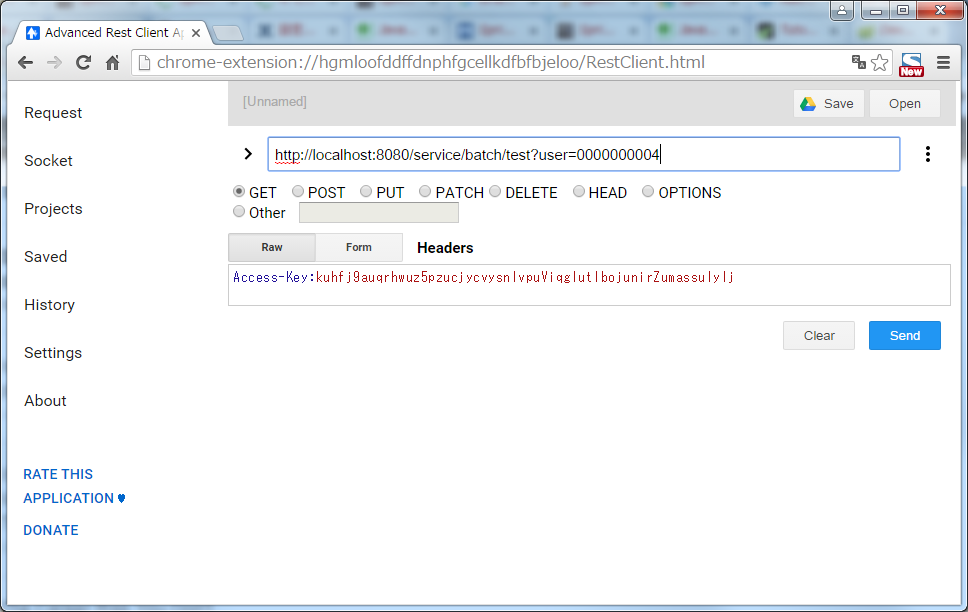 Advanced Rest Client Ap
chrome-extension://hgmloofddffdnphfgcellkdfbfbjeloo/RestClient.html
New
Request
Socket
Projects
Saved
History
Settings
About
RATE THIS
APPLICATION
DONATE
[Unnamed]
Save
Open
http://localhost:8080/service/batch/test?user=0000000004
GET POST PUT PATCH DELETE HEAD OPTIONS
Other
Raw Form Headers
Access-Key:kuhfj9auqrhwuz5pzucjycvysnlvpuViqglutlbojunirZumassulylj
Clear
Send